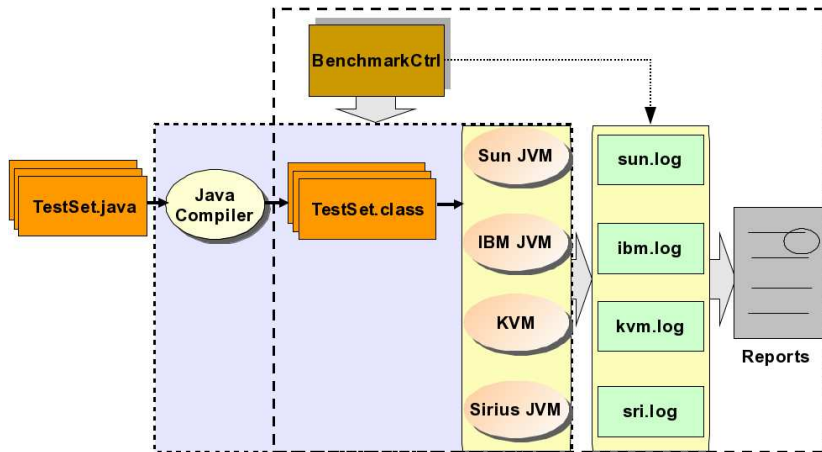 BenchmarkCtrl
TestSet.java
Java
Compiler
TestSet.class
Sun JVM
IBM JVM
KVM
Sirius JVM
sun.log
ibm.log
kvm.log
sri.log
Reports